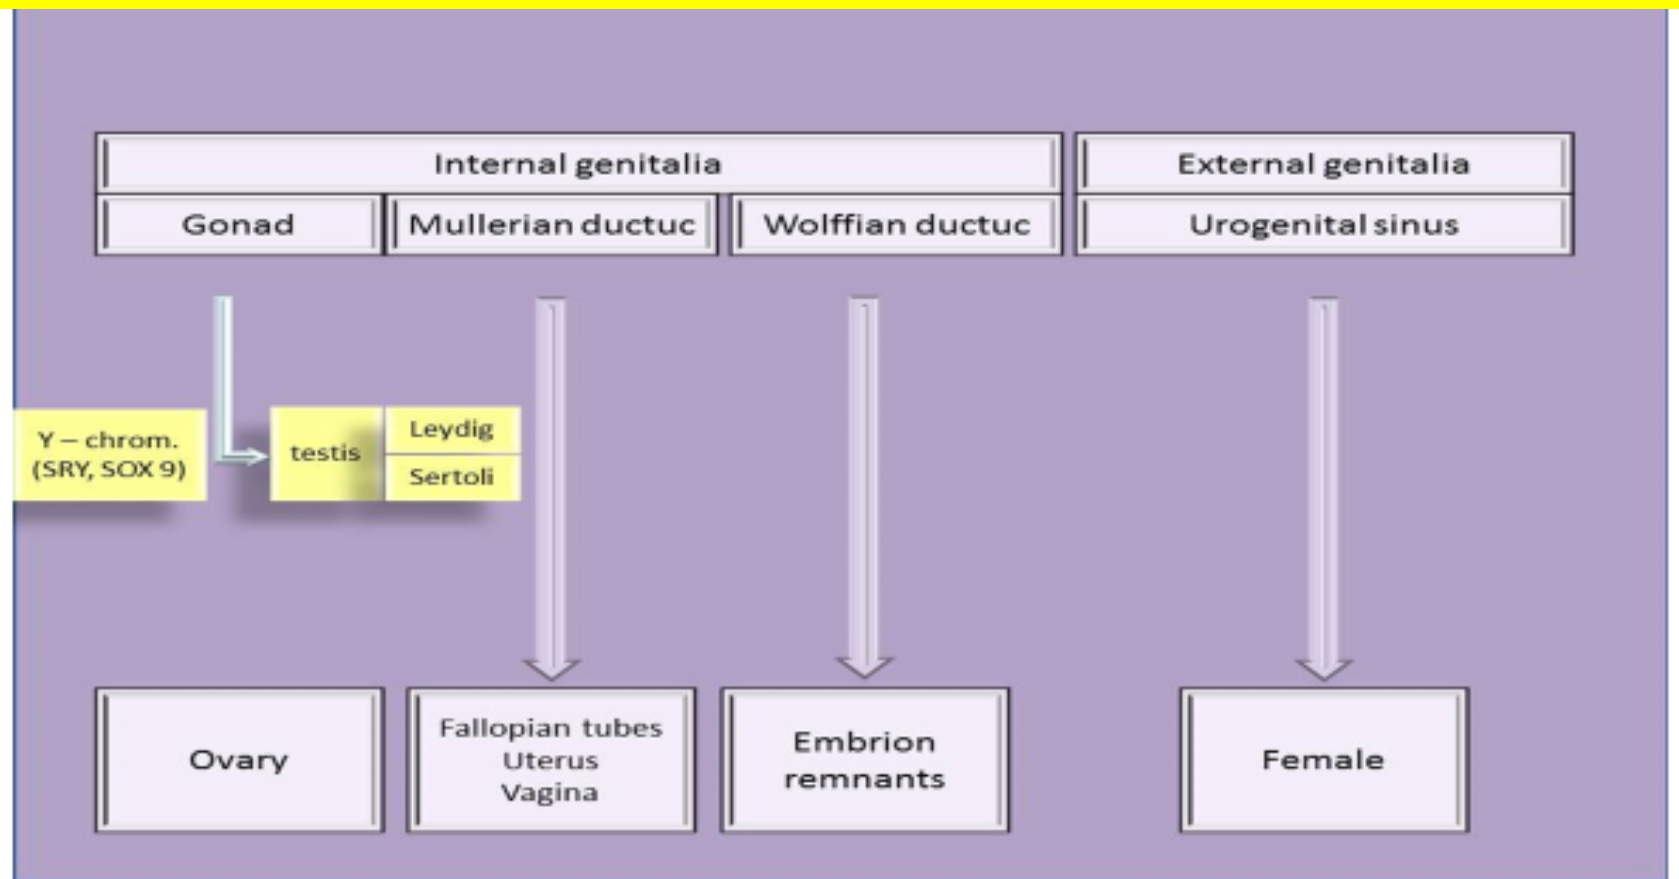 Internal genitalia
External genitalia
Gonad
Mullerian ductuc
Wolffian ductuc
Urogenital sinus
Y – chrom.
(SRY, SOX 9)
testis
Leydig
Sertoli
Ovary
Fallopian tubes
Uterus
Vagina
Embrion
remnants
Female